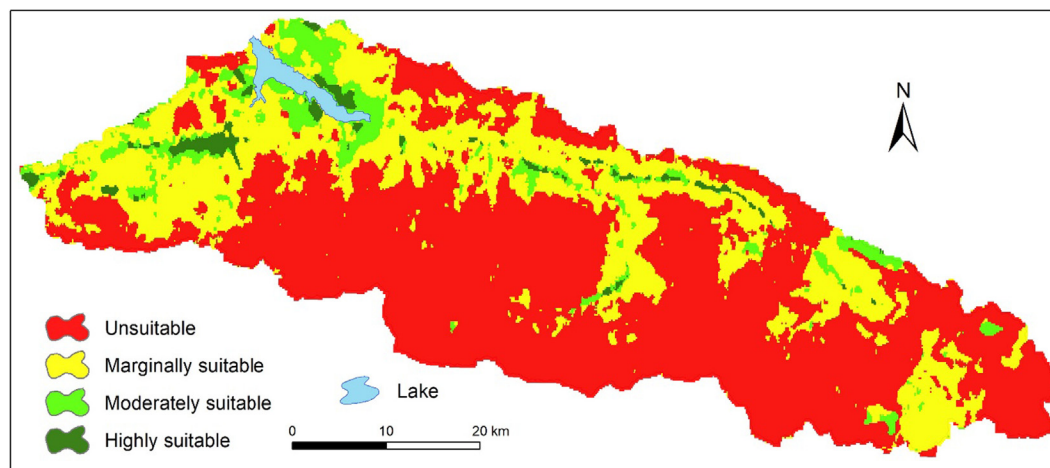 N
Unsuitable
Marginally suitable
Moderately suitable
Highly suitable
Lake
0 10 20 km